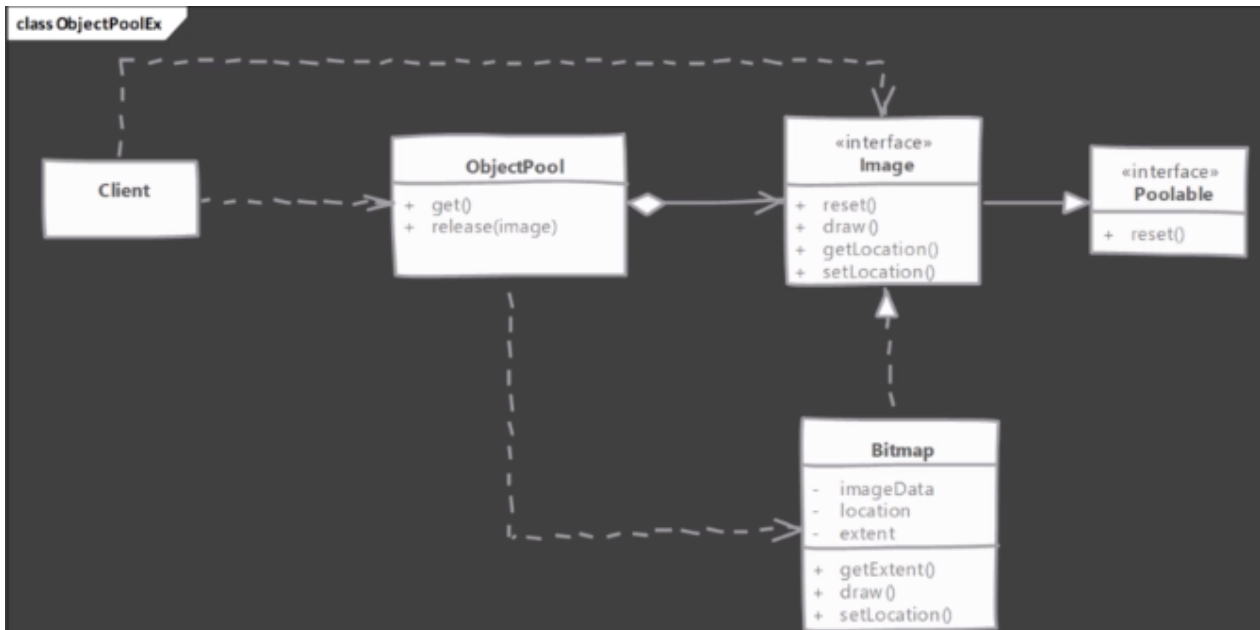 class ObjectPoolEx
Client
ObjectPool
+ get()
+ release(image)
«interface»
Image
+ reset()
+ draw()
+ getLocation()
+ setLocation()
«interface»
Poolable
+ reset()
Bitmap
- imageData
- location
- extent
+ getExtent()
+ draw()
+ setLocation()